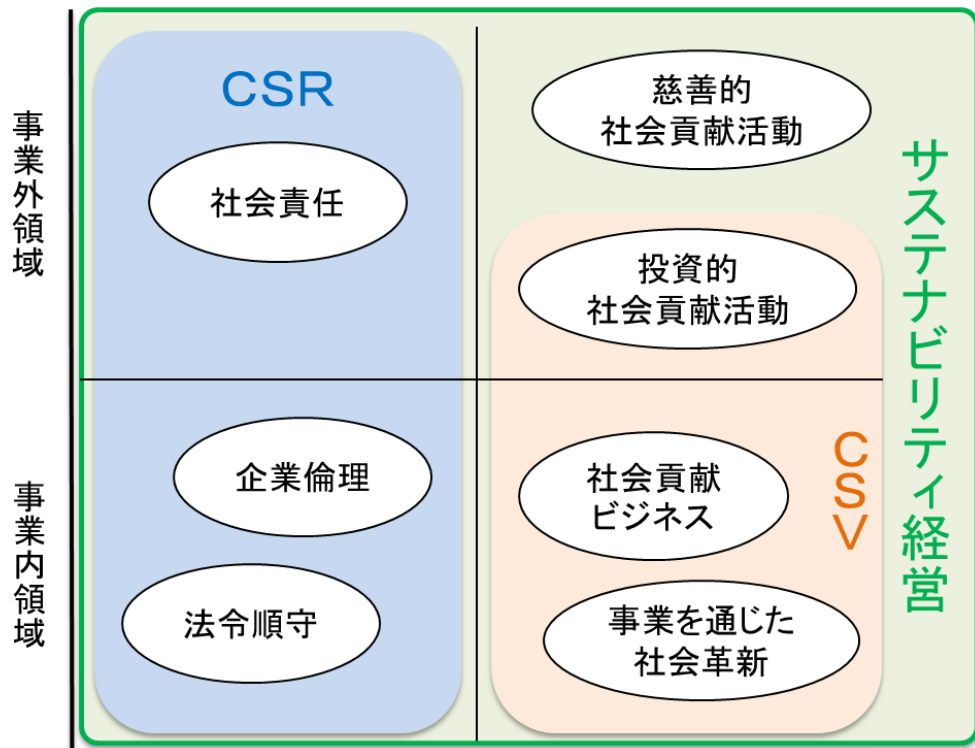 事業外領域
事業内領域
CSR
社会責任
企業倫理
法令順守
慈善的
社会貢献活動
投資的
社会貢献活動
社会貢献
ビジネス
事業を通じた
社会革新
CSV
サステナビリティ経営